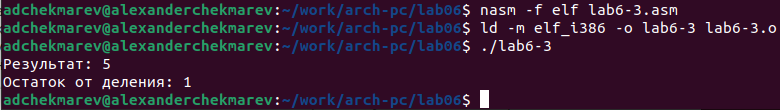 adchekmarev@alexanderchekmarev:~/work/arch-pc/lab06$ nasm -f elf lab6-3.asm
adchekmarev@alexanderchekmarev:~/work/arch-pc/lab06$ ld -m elf_i386 -o lab6-3 lab6-3.o
adchekmarev@alexanderchekmarev:~/work/arch-pc/lab06$ ./lab6-3
Результат: 5
Остаток от деления: 1
adchekmarev@alexanderchekmarev:~/work/arch-pc/lab06$